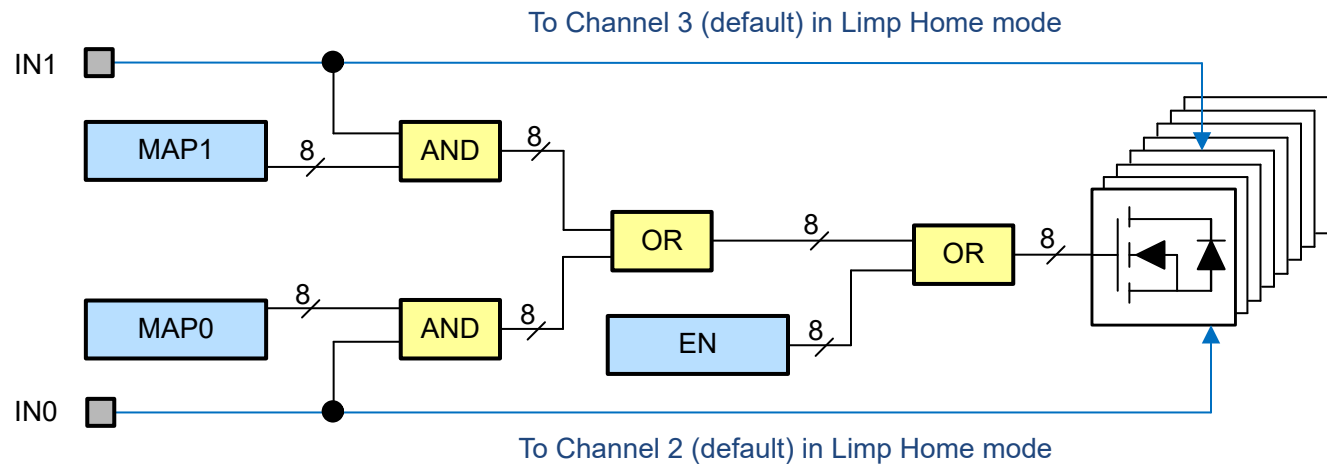 To Channel 3 (default) in Limp Home mode
IN1
MAP1
8
AND
8
OR
8
OR
8
MAP0
8
AND
8
EN
8
IN0
To Channel 2 (default) in Limp Home mode